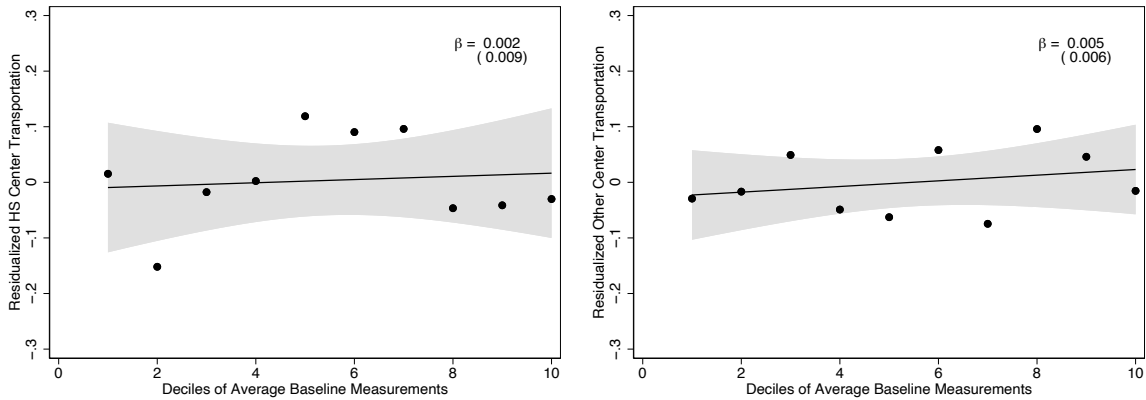 Residualized HS Center Transportation
.3
.2
.1
0
-.1
-.2
-.3
β = 0.002
( 0.009)
0 2 4 6 8 10
Deciles of Average Baseline Measurements
Residualized Other Center Transportation
.3
.2
.1
0
-.1
-.2
-.3
β = 0.005
( 0.006)
0 2 4 6 8 10
Deciles of Average Baseline Measurements